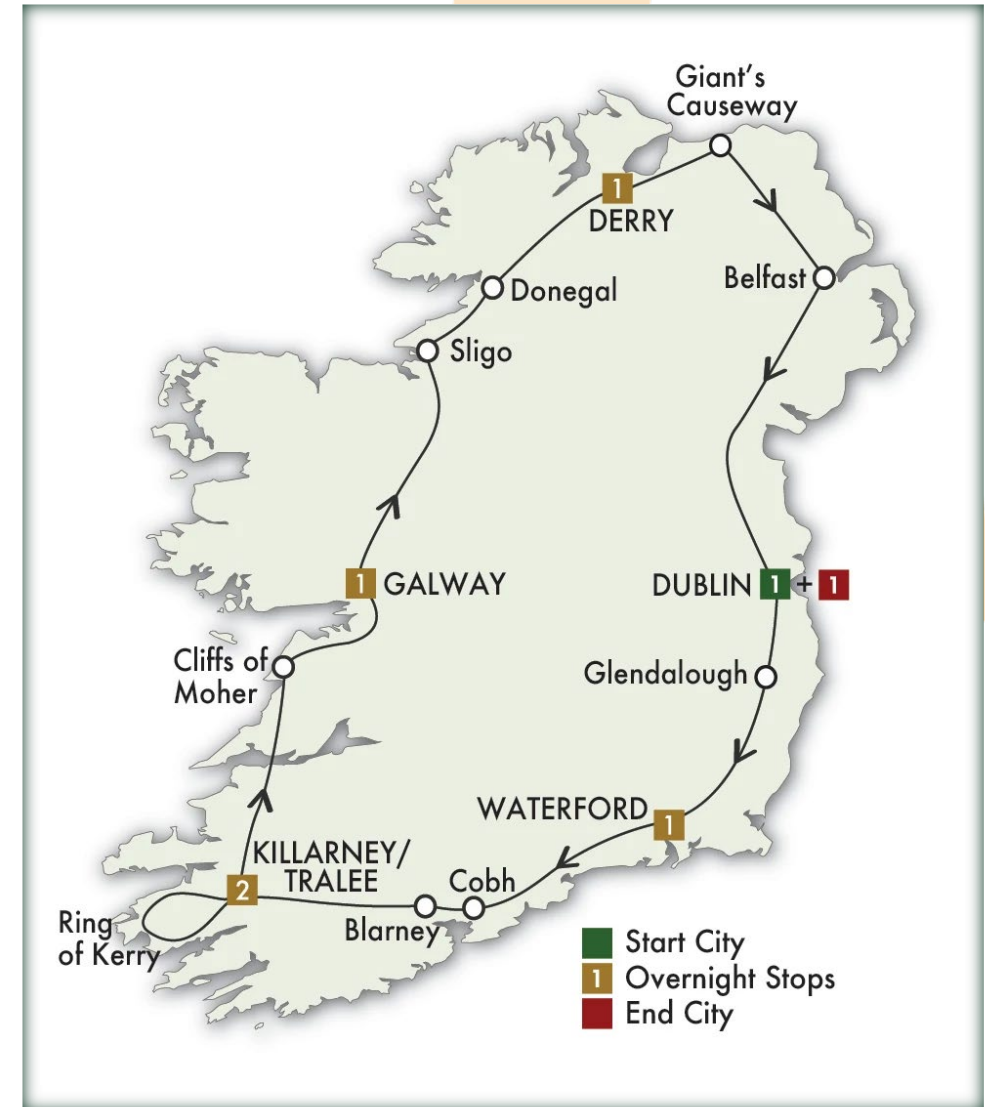 Giant's
Causeway
1
DERRY
Belfast
Donegal
Sligo
1 GALWAY
DUBLIN 1 + 1
Cliffs of
Moher
Glendalough
WATERFORD 1
KILLARNEY/
TRALEE
2
Cobh
Blarney
Ring
of Kerry
Start City
1 Overnight Stops
End City